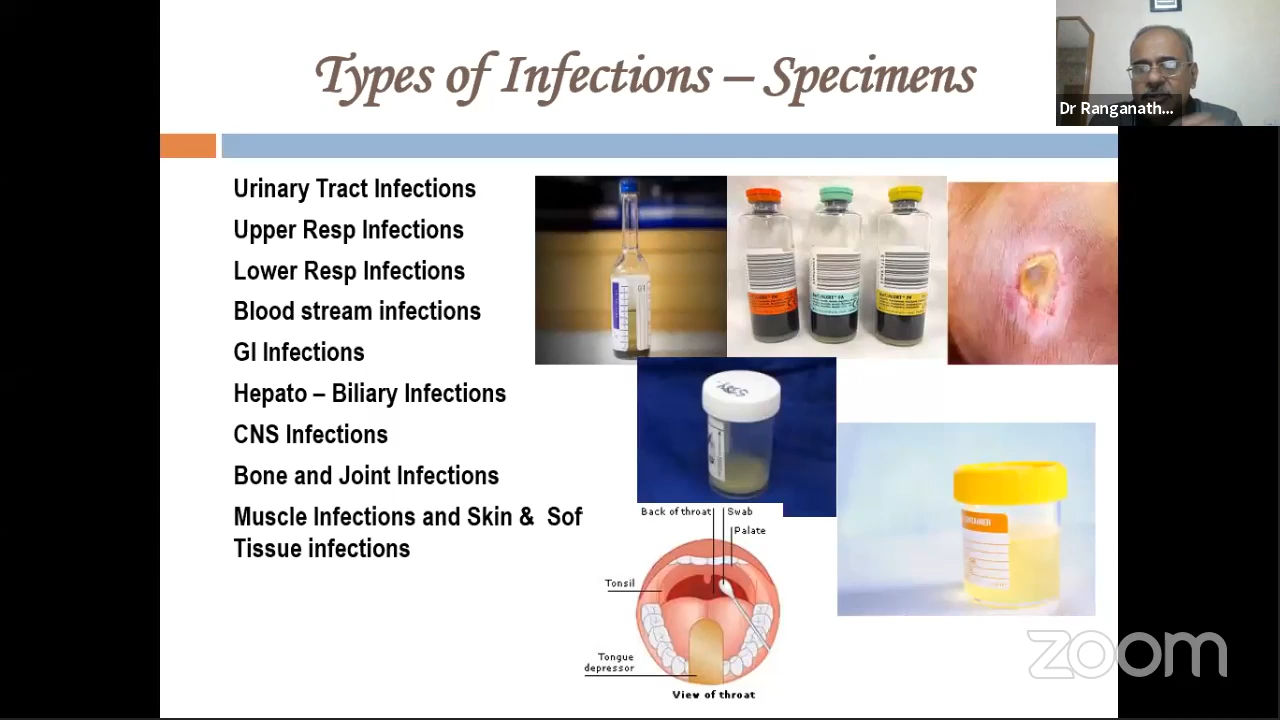 Types of Infections – Specimens
Dr Ranganath...
Urinary Tract Infections
Upper Resp Infections
Lower Resp Infections
Blood stream infections
GI Infections
Hepato – Biliary Infections
CNS Infections
Bone and Joint Infections
Muscle Infections and Skin & Sof
Tissue infections
Back of throat
Swab
Palate
Tonsil
Tongue
depressor
View of throat
zoom